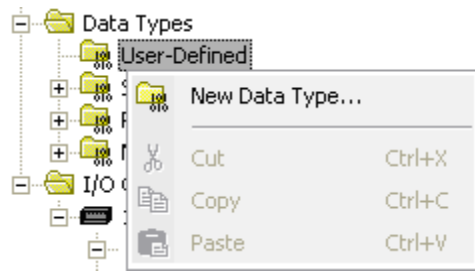 Data Types
User-Defined
New Data Type...
Cut Ctrl+X
Copy Ctrl+C
Paste Ctrl+V
I/O